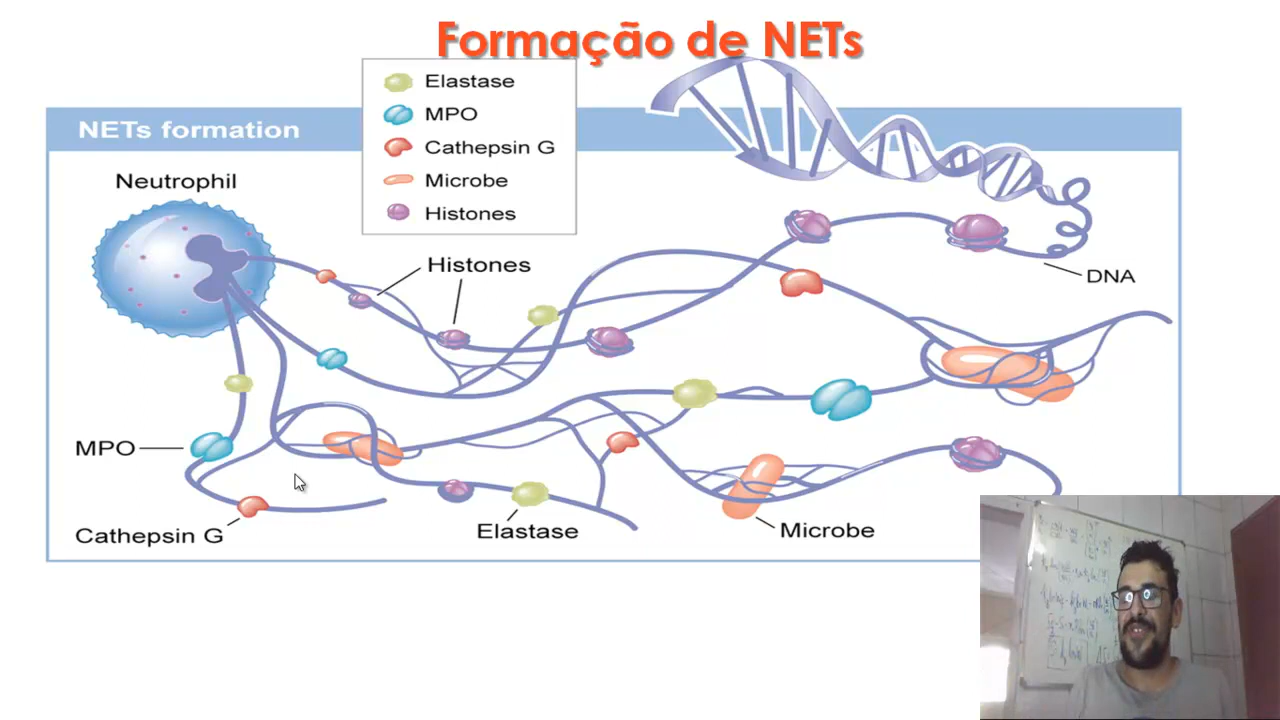 Formação de NETs
NETs formation
Elastase
MPO
Cathepsin G
Microbe
Histones
Neutrophil
Histones
DNA
MPO
Cathepsin G
Elastase
Microbe